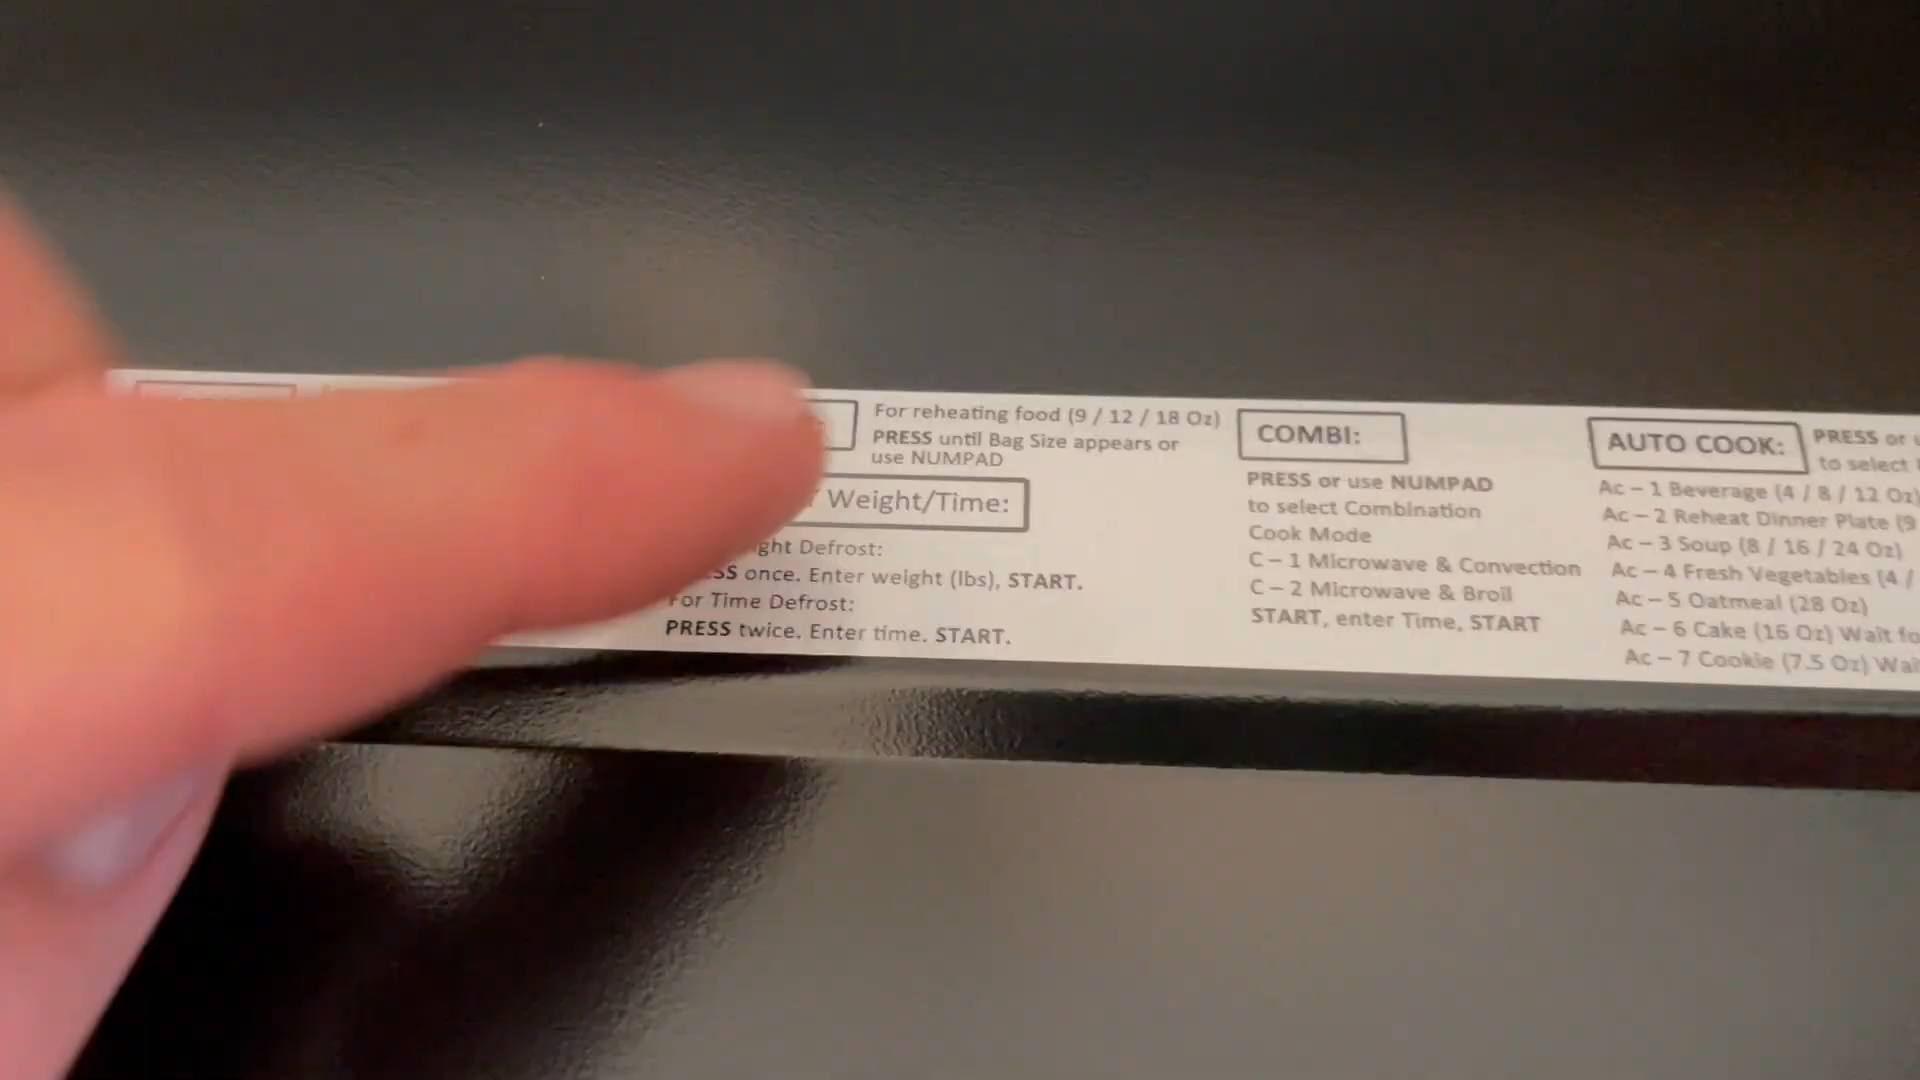 For reheating food (9 / 12 / 18 Oz)
PRESS until Bag Size appears or
use NUMPAD
Weight/Time:
Defrost:
once. Enter weight (lbs), START.
For Time Defrost:
PRESS twice. Enter time. START.
COMBI:
PRESS or use NUMPAD
to select Combination
Cook Mode
C – 1 Microwave & Convection
C – 2 Microwave & Broil
START, enter Time, START
AUTO COOK: PRESS or
to select
Ac – 1 Beverage (4 / 8 / 12 Oz)
Ac – 2 Reheat Dinner Plate (9
Ac – 3 Soup (8 / 16 / 24 Oz)
Ac – 4 Fresh Vegetables (4 /
Ac – 5 Oatmeal (28 Oz)
Ac – 6 Cake (16 Oz) Wait fo
Ac – 7 Cookie (7.5 Oz) Wai